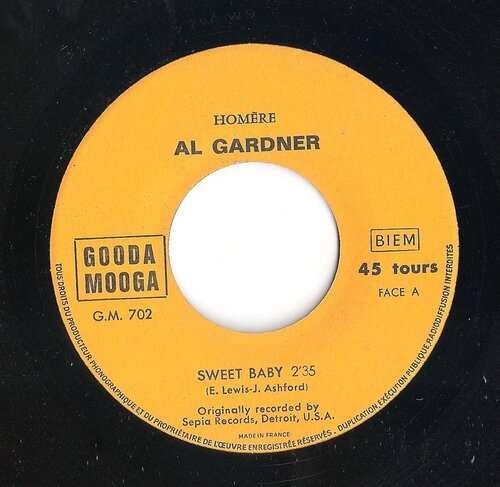 HOMÈRE
AL GARDNER
GOODA
MOOGA
G.M. 702
BIEM
45 tours
FACE A
SWEET BABY 2'35
(E. Lewis-J. Ashford)
Originally recorded by
Sepia Records, Detroit, U.S.A.
MADE IN FRANCE
TOUS DROITS DU PRODUCTEUR PHONOGRAPHIQUE ET DU PROPRIÉTAIRE DE L'ŒUVRE ENREGISTRÉE RÉSERVÉS - DUPLICATION EXÉCUTION PUBLIQUE, RADIODIFFUSION INTERDITES